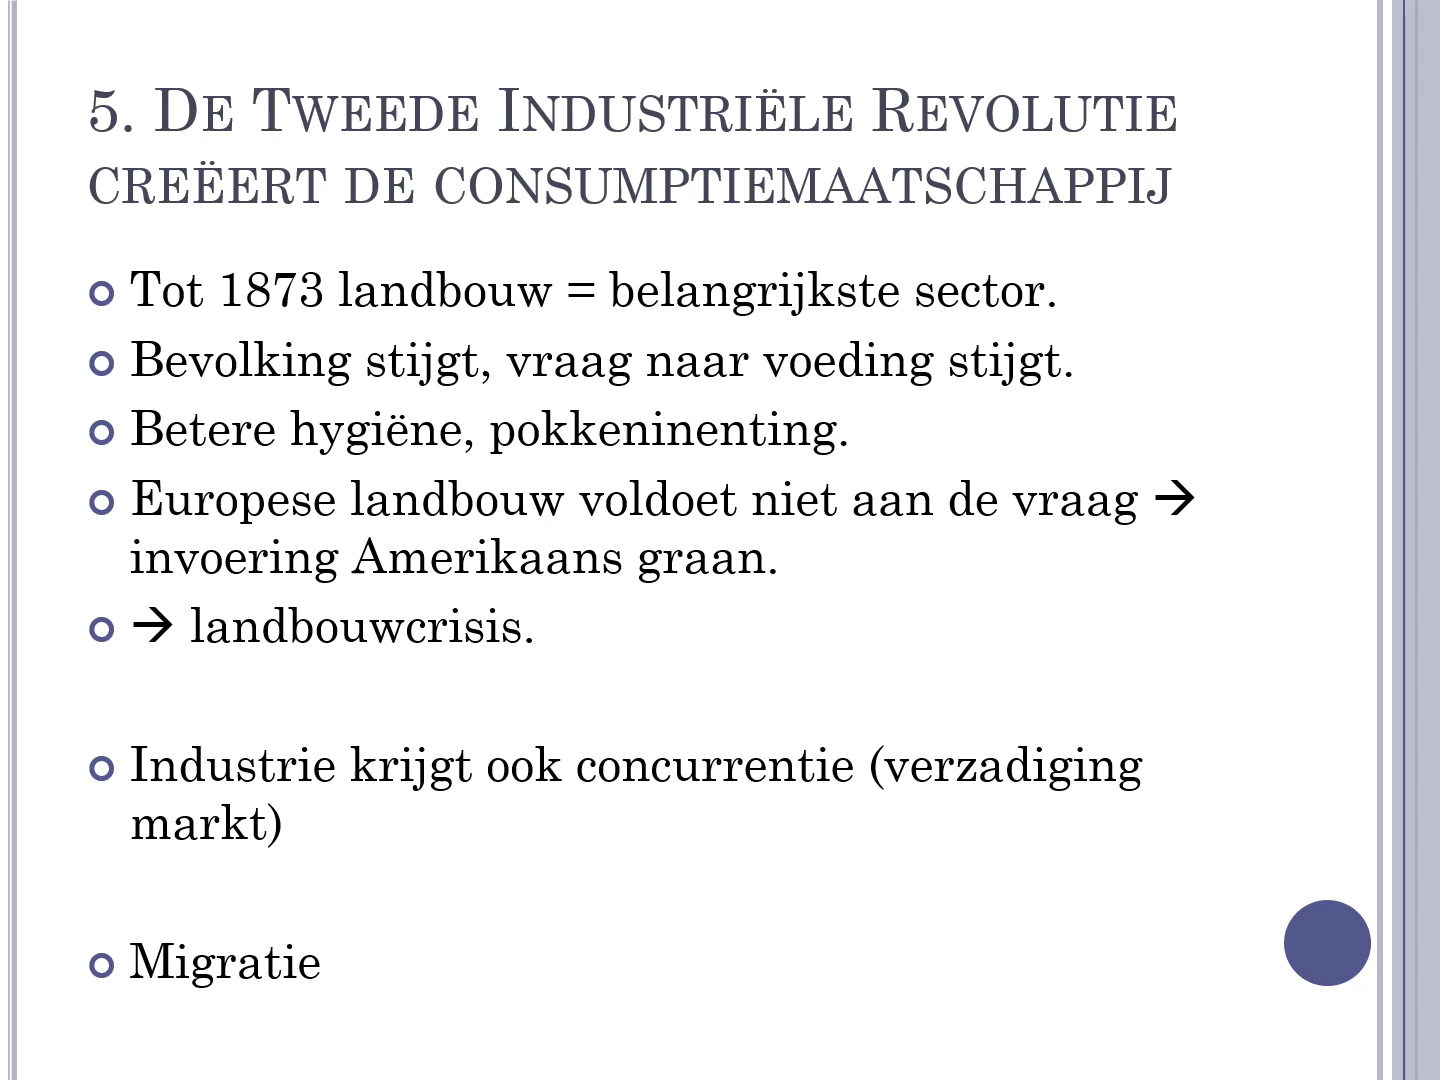 5. De Tweede Industriële Revolutie
creëert de consumptiemaatschappij
Tot 1873 landbouw = belangrijkste sector.
Bevolking stijgt, vraag naar voeding stijgt.
Betere hygiëne, pokkeninenting.
Europese landbouw voldoet niet aan de vraag →
invoering Amerikaans graan.
→ landbouwcrisis.
Industrie krijgt ook concurrentie (verzadiging
markt)
Migratie